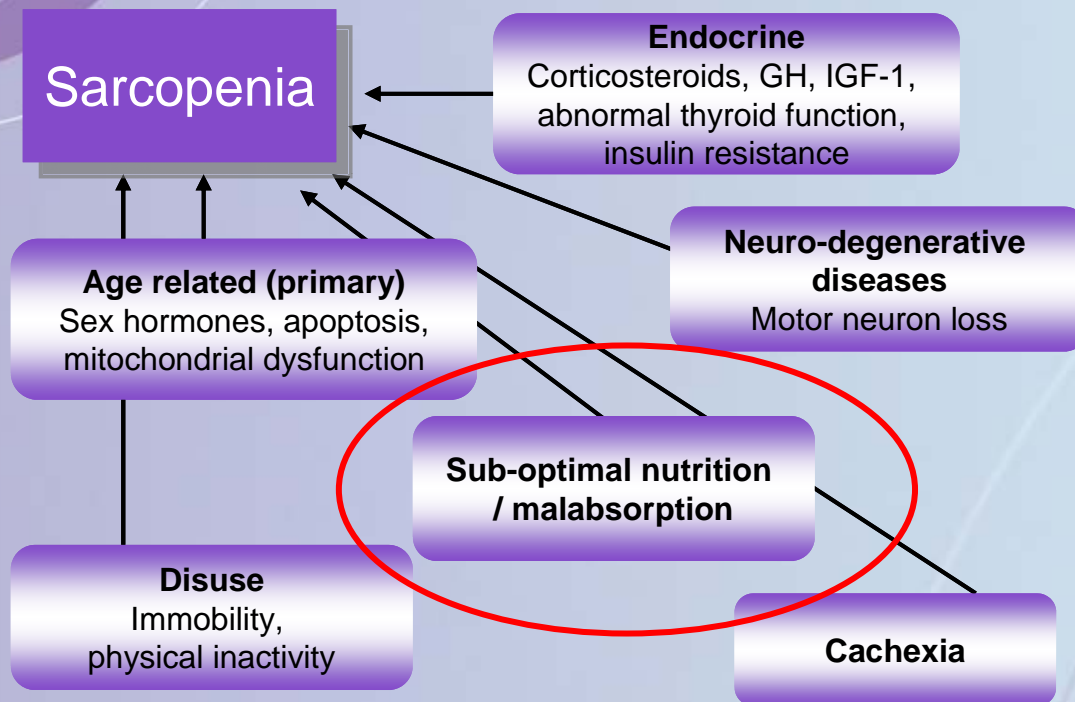 Sarcopenia
Endocrine
Corticosteroids, GH, IGF-1,
abnormal thyroid function,
insulin resistance
Neuro-degenerative
diseases
Motor neuron loss
Age related (primary)
Sex hormones, apoptosis,
mitochondrial dysfunction
Sub-optimal nutrition
/ malabsorption
Disuse
Immobility,
physical inactivity
Cachexia